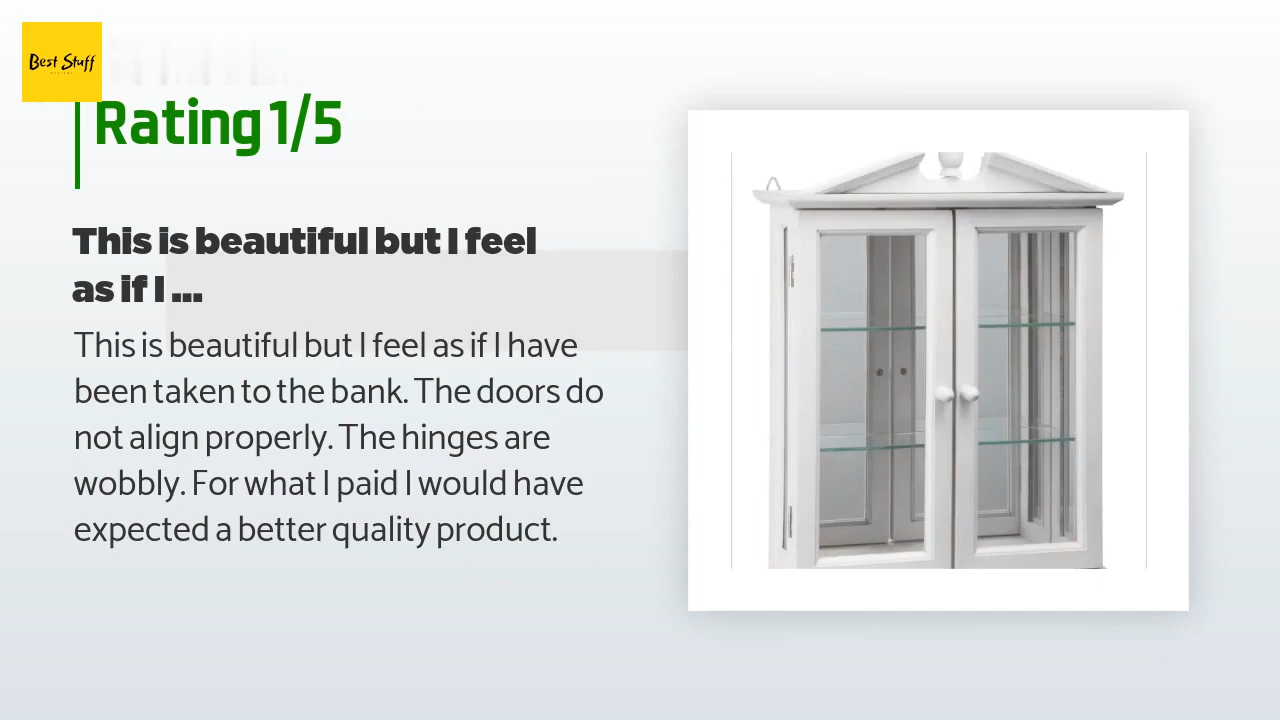 Best Stuff
Rating 1/5
This is beautiful but I feel
as if I ...
This is beautiful but I feel as if I have
been taken to the bank. The doors do
not align properly. The hinges are
wobbly. For what I paid I would have
expected a better quality product.